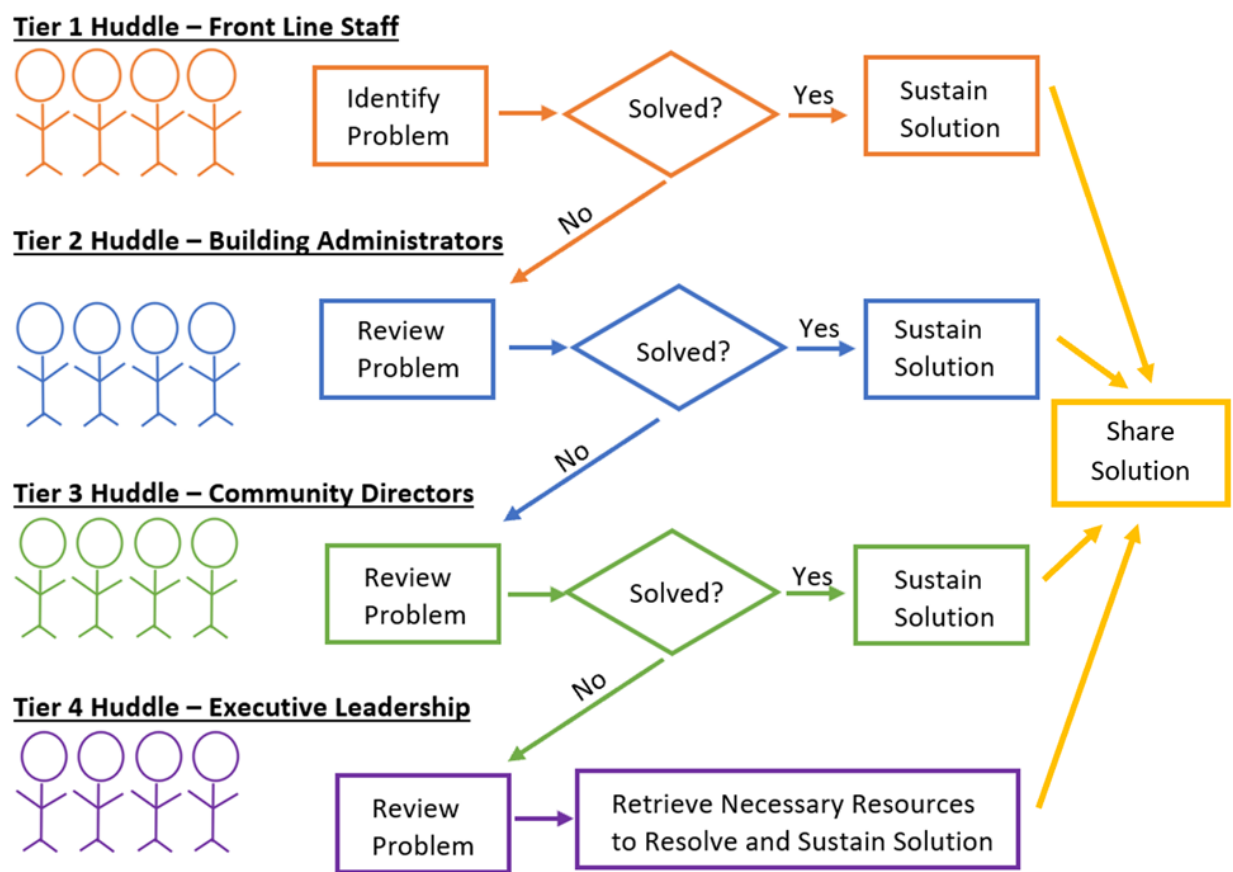 Tier 1 Huddle – Front Line Staff
Identify
Problem
Solved?
Yes
Sustain
Solution
No
Tier 2 Huddle – Building Administrators
Review
Problem
Solved?
Yes
Sustain
Solution
Share
Solution
No
Tier 3 Huddle – Community Directors
Review
Problem
Solved?
Yes
Sustain
Solution
No
Tier 4 Huddle – Executive Leadership
Review
Problem
Retrieve Necessary Resources
to Resolve and Sustain Solution